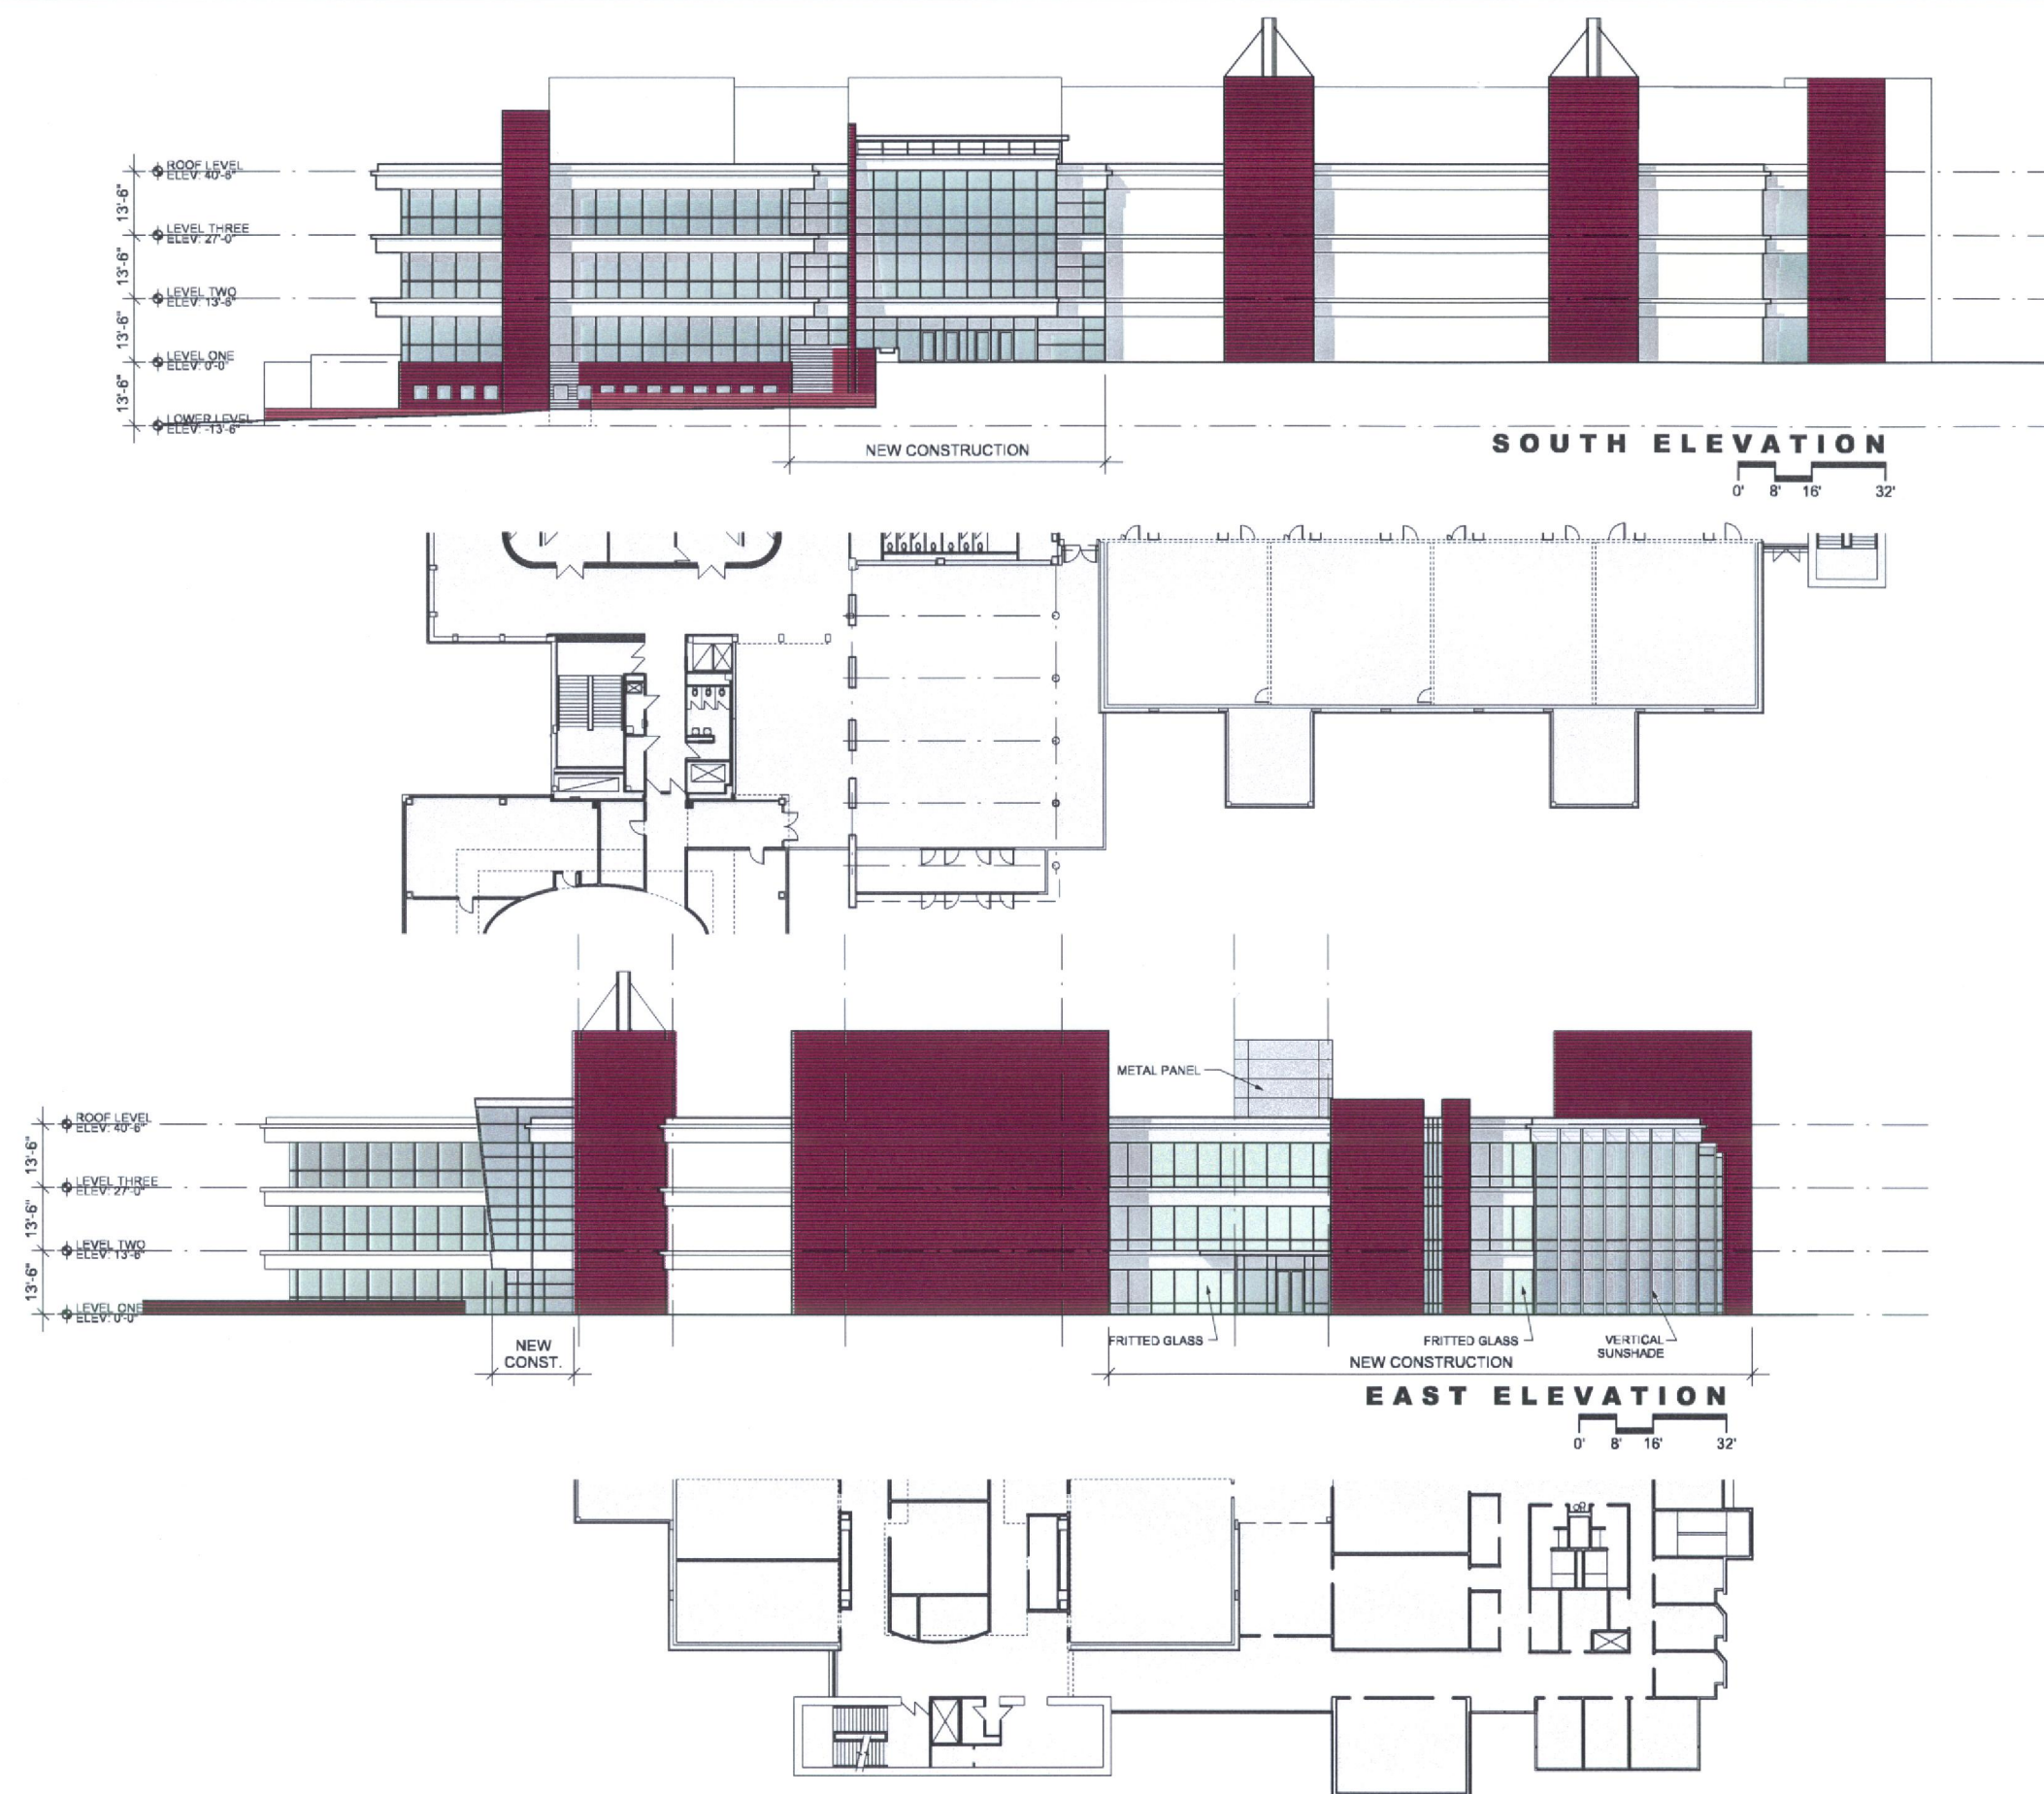 ROOF LEVEL
ELEV: 40'-6"
13'-6"
LEVEL THREE
ELEV: 27'-0"
13'-6"
LEVEL TWO
ELEV: 13'-6"
13'-6"
LEVEL ONE
ELEV: 0'-0"
13'-6"
LOWER LEVEL
ELEV: -13'-6"
NEW CONSTRUCTION
SOUTH ELEVATION
0' 8' 16' 32'
METAL PANEL
ROOF LEVEL
ELEV: 40'-6"
13'-6"
LEVEL THREE
ELEV: 27'-0"
13'-6"
LEVEL TWO
ELEV: 13'-6"
13'-6"
LEVEL ONE
ELEV: 0'-0"
NEW
CONST.
FRITTED GLASS
FRITTED GLASS
VERTICAL
SUNSHADE
NEW CONSTRUCTION
EAST ELEVATION
0' 8' 16' 32'